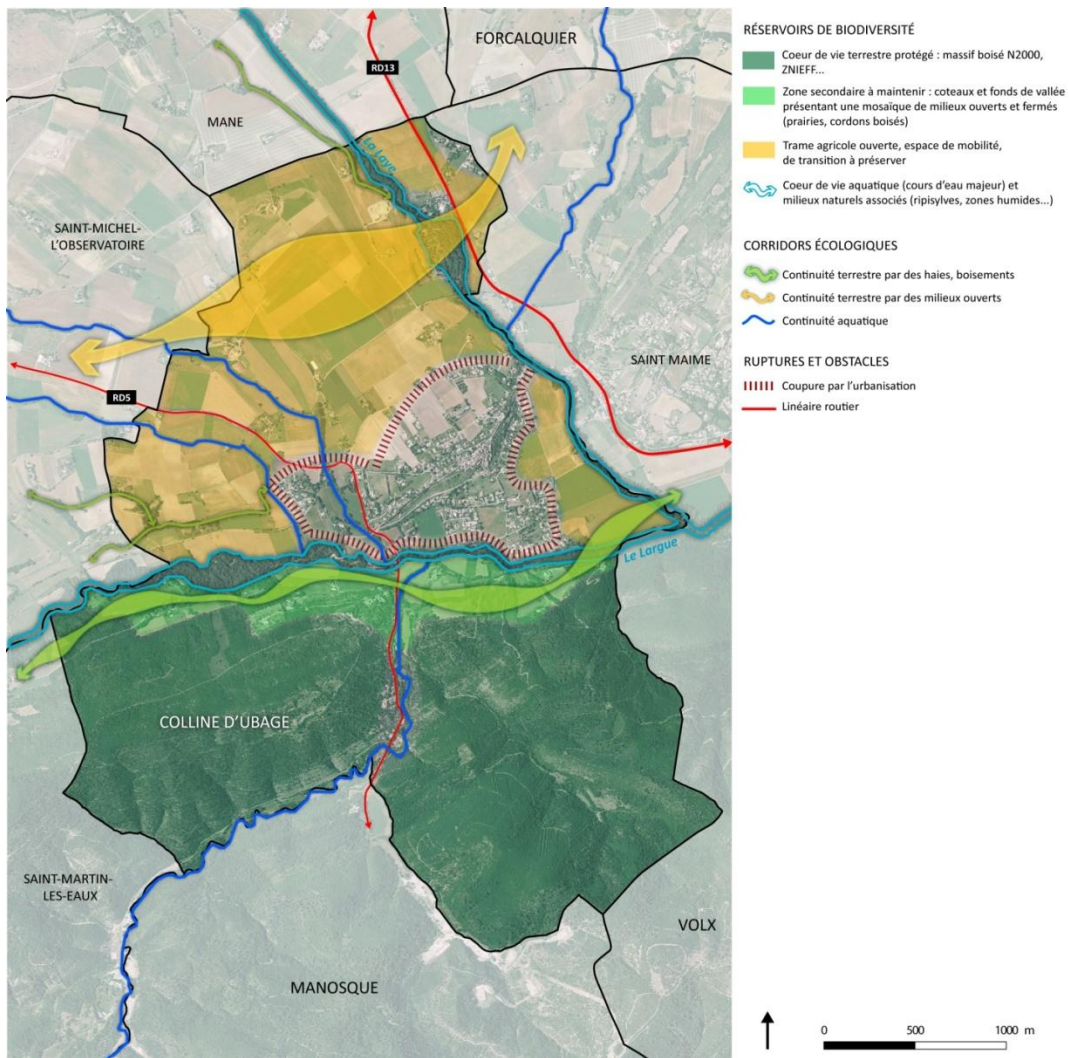 FORCALQUIER
RD13
MANE
La Laye
SAINT-MICHEL-
L'OBSERVATOIRE
SAINT MAIME
RD5
Le Largue
COLLINE D'UBAGE
SAINT-MARTIN-
LES-EAUX
VOLX
MANOSQUE
RÉSERVOIRS DE BIODIVERSITÉ
Coeur de vie terrestre protégé : massif boisé N2000,
ZNIEFF...
Zone secondaire à maintenir : coteaux et fonds de vallée
présentant une mosaïque de milieux ouverts et fermés
(prairies, cordons boisés)
Trame agricole ouverte, espace de mobilité,
de transition à préserver
Coeur de vie aquatique (cours d'eau majeur) et
milieux naturels associés (ripisylves, zones humides...)
CORRIDORS ÉCOLOGIQUES
Continuité terrestre par des haies, boisements
Continuité terrestre par des milieux ouverts
Continuité aquatique
RUPTURES ET OBSTACLES
Coupure par l'urbanisation
Linéaire routier
0 500 1000 m